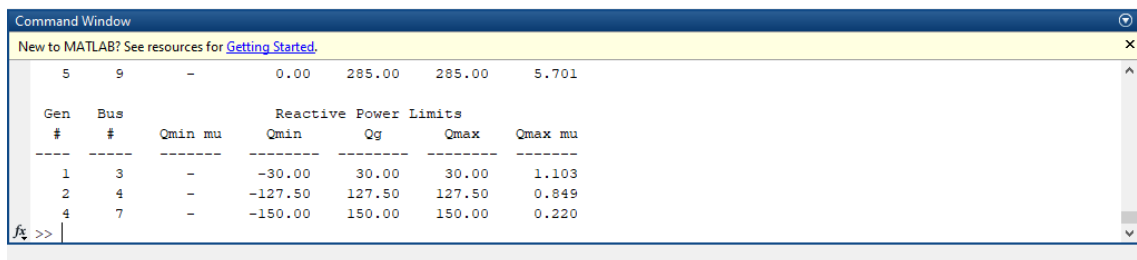 Command Window
New to MATLAB? See resources for Getting Started.
5 9 - 0.00 285.00 285.00 5.701
Gen Bus Reactive Power Limits
# # Qmin mu Qmin Qg Qmax Qmax mu
---- ----- ------- -------- -------- -------- -------
1 3 - -30.00 30.00 30.00 1.103
2 4 - -127.50 127.50 127.50 0.849
4 7 - -150.00 150.00 150.00 0.220
fx >>